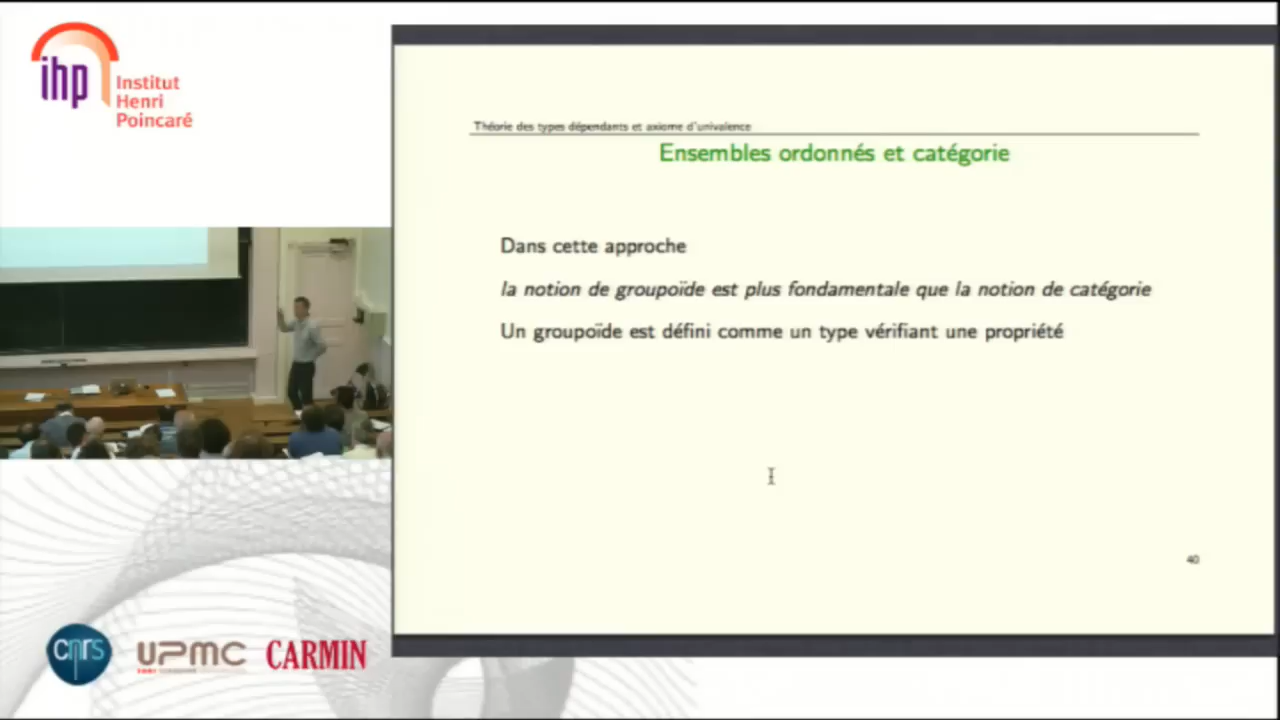 ihp
Institut
Henri
Poincaré
Théorie des types dépendants et axiome d'univalence
Ensembles ordonnés et catégorie
Dans cette approche
la notion de groupoïde est plus fondamentale que la notion de catégorie
Un groupoïde est défini comme un type vérifiant une propriété
40
cnrs
UPMC
CARMIN